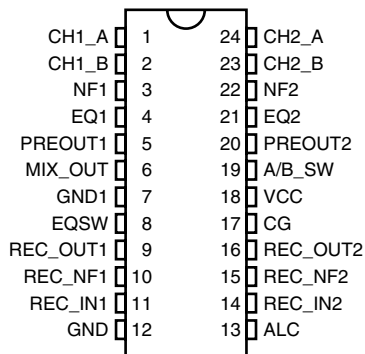 CH1_A 1 24 CH2_A
CH1_B 2 23 CH2_B
NF1 3 22 NF2
EQ1 4 21 EQ2
PREOUT1 5 20 PREOUT2
MIX_OUT 6 19 A/B_SW
GND1 7 18 VCC
EQSW 8 17 CG
REC_OUT1 9 16 REC_OUT2
REC_NF1 10 15 REC_NF2
REC_IN1 11 14 REC_IN2
GND 12 13 ALC